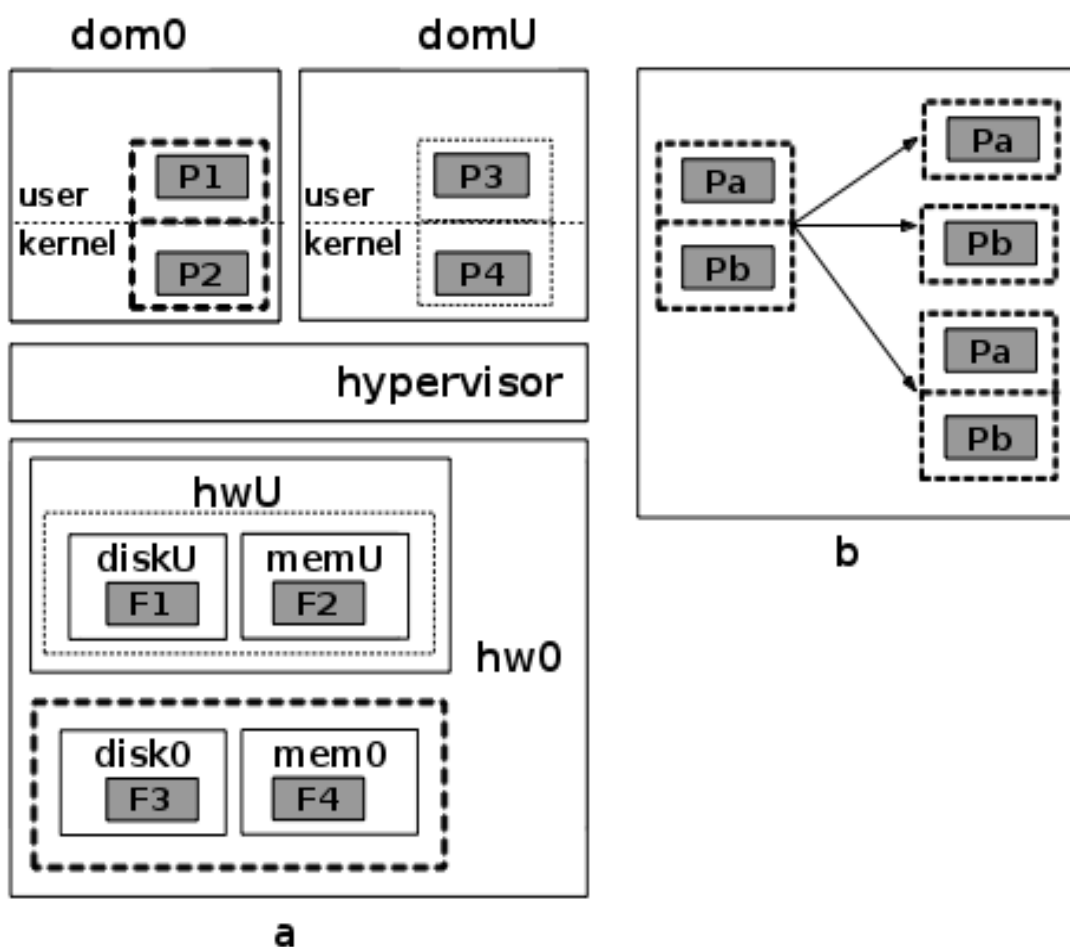 dom0
domU
user
P1
kernel
P2
user
P3
kernel
P4
hypervisor
hwU
diskU
F1
memU
F2
hw0
disk0
F3
mem0
F4
a
Pa
Pb
Pa
Pb
Pa
Pb
b